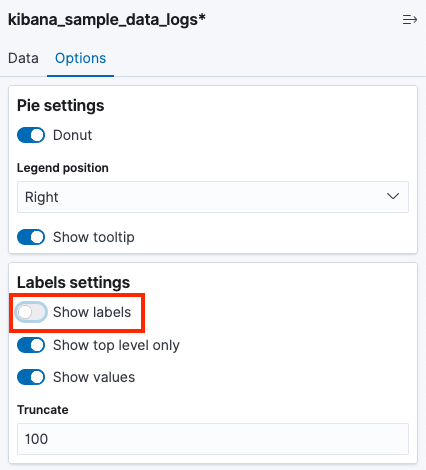 kibana_sample_data_logs*
Data Options
Pie settings
Donut
Legend position
Right
Show tooltip
Labels settings
Show labels
Show top level only
Show values
Truncate
100